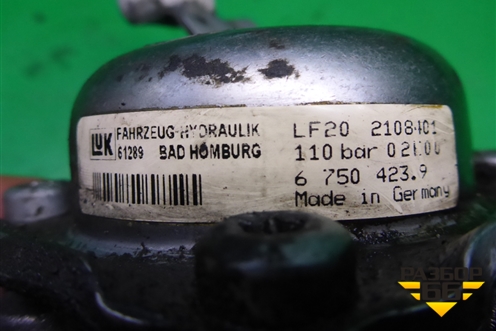 LUK FAHRZEUG-HYDRAULIK LF20 2108401
61289 BAD HOMBURG 110 bar 02E00
6 750 423.9
Made in Germany
РАЗБОР
66